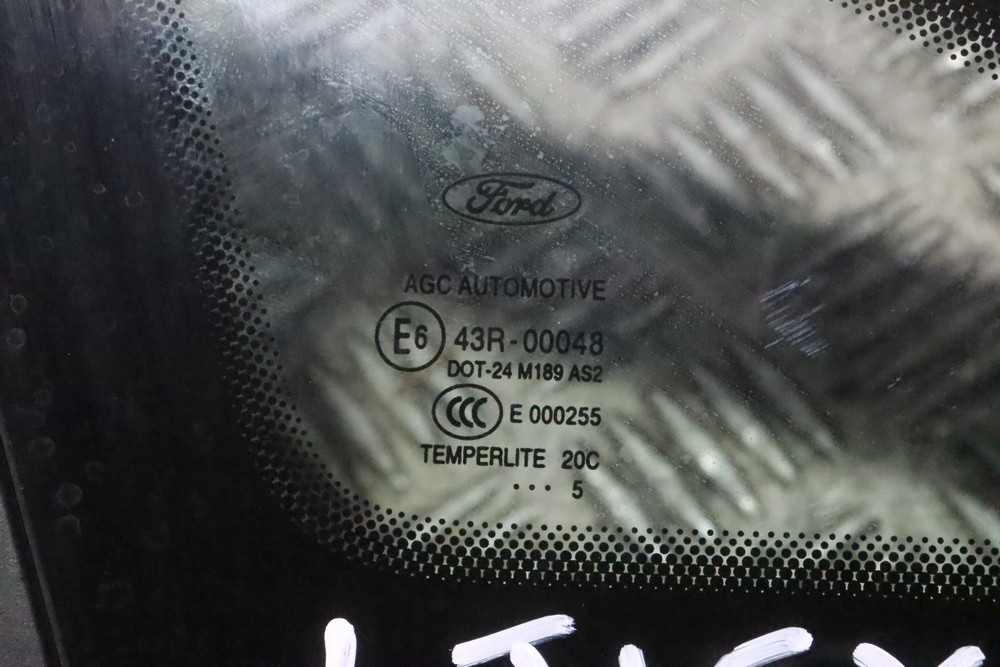 Ford
AGC AUTOMOTIVE
E6 43R-00048
DOT-24 M189 AS2
CCC E 000255
TEMPERLITE 20C
... 5